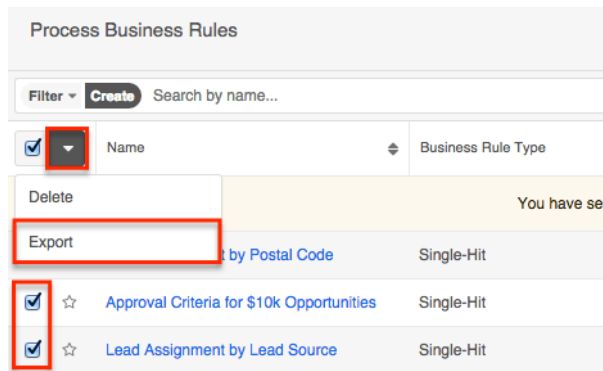 Process Business Rules
Filter Create Search by name...
Name Business Rule Type
Delete
You have se
Export
t by Postal Code Single-Hit
Approval Criteria for $10k Opportunities Single-Hit
Lead Assignment by Lead Source Single-Hit